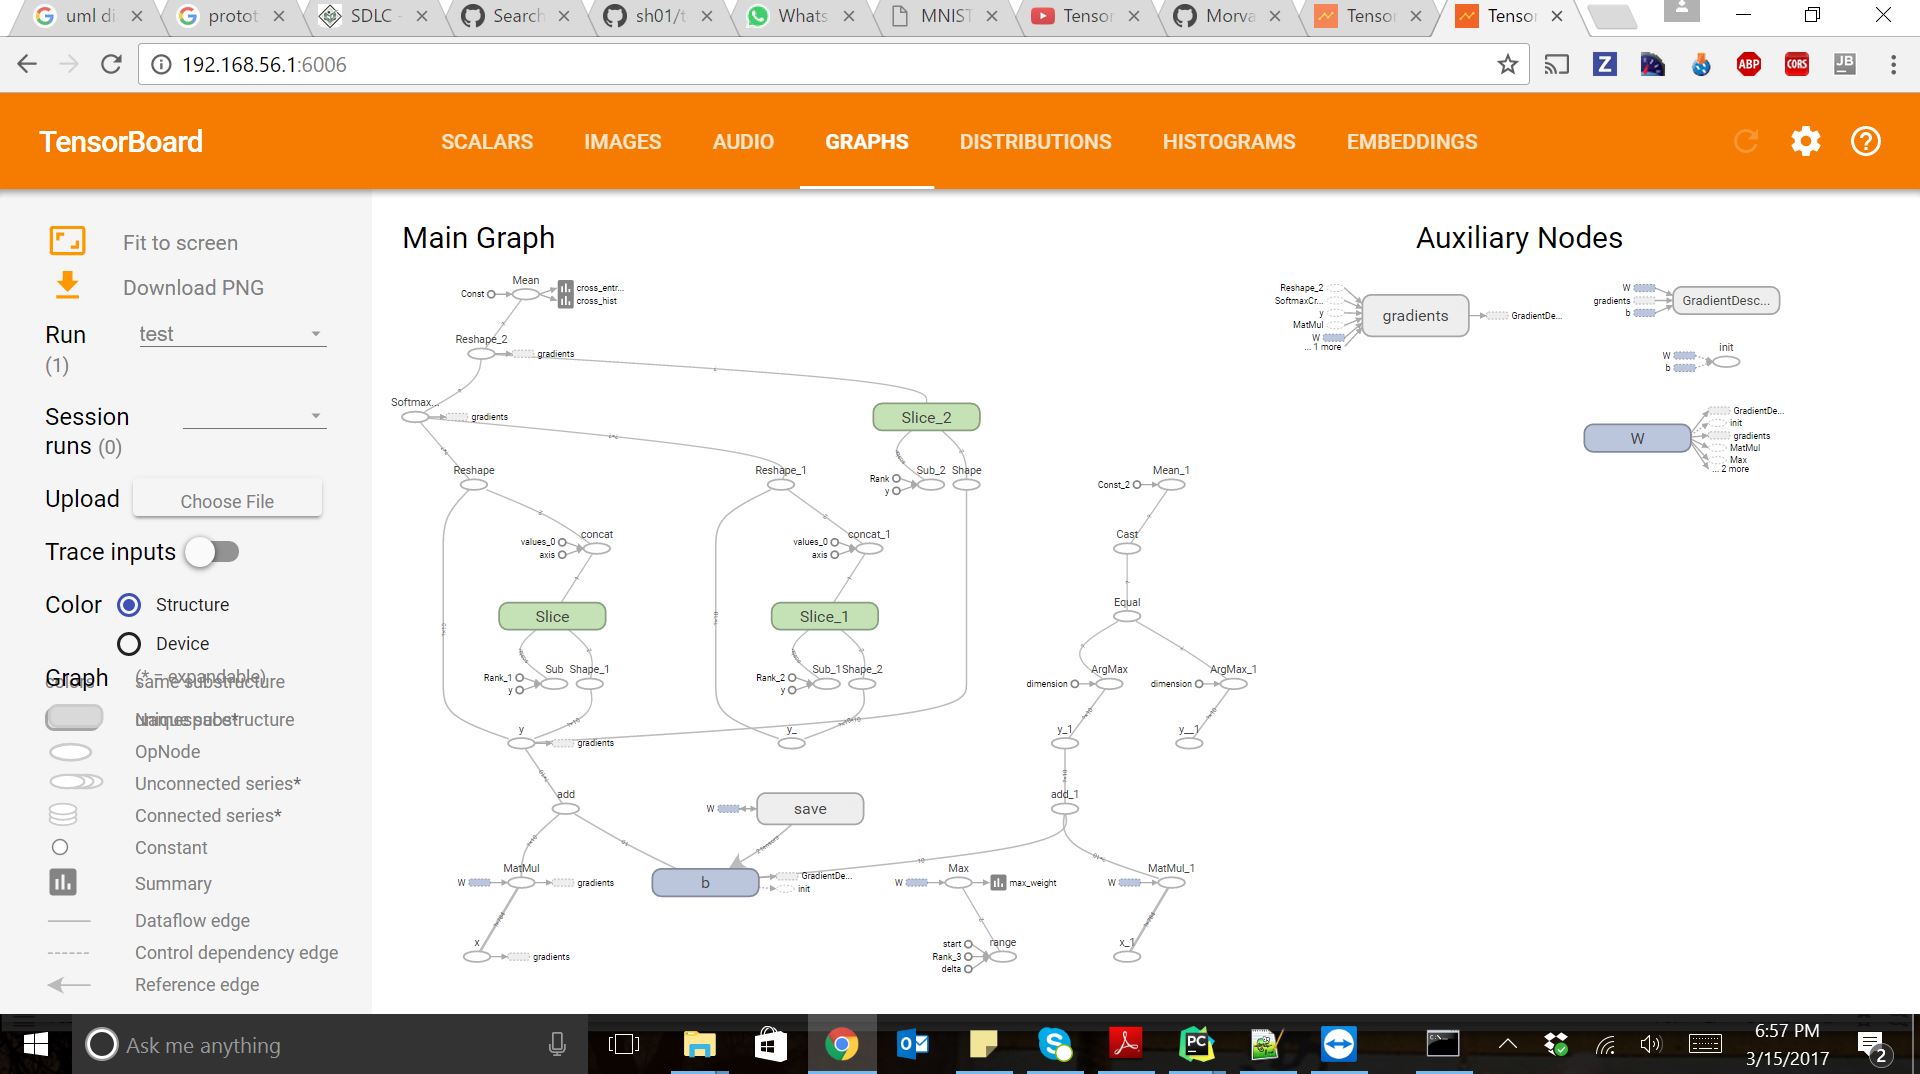 uml di
protot
SDLC -
Search
sh01/t
Whats
MNIST
Tensor
Morva
Tensor
Tensor
192.168.56.1:6006
Z
ABP
CORS
JB
TensorBoard
SCALARS
IMAGES
AUDIO
GRAPHS
DISTRIBUTIONS
HISTOGRAMS
EMBEDDINGS
Fit to screen
Download PNG
Run
(1)
test
Session
runs (0)
Upload
Choose File
Trace inputs
Color
Structure
Device
Graph
(* = expandable)
colors
same substructure
Namespace*
unique substructure
OpNode
Unconnected series*
Connected series*
Constant
Summary
Dataflow edge
Control dependency edge
Reference edge
Main Graph
Auxiliary Nodes
Mean
Const
cross_entr...
cross_hist
Reshape_2
gradients
Softmax...
gradients
Slice_2
Reshape
Reshape_1
Rank
y
Sub_2
Shape
Mean_1
Const_2
values_0
axis
concat
values_0
axis
concat_1
Cast
Slice
Slice_1
Equal
Rank_1
y
Sub
Shape_1
Rank_2
y
Sub_1
Shape_2
dimension
ArgMax
dimension
ArgMax_1
y
gradients
y_
y_1
y__1
add
W
save
add_1
MatMul
W
gradients
b
GradientDe...
init
10
W
Max
max_weight
W
MatMul_1
x
gradients
start
Rank_3
delta
range
x_1
Reshape_2
SoftmaxCr...
y
MatMul
W
... 1 more
gradients
GradientDe...
W
gradients
b
GradientDesc...
W
b
init
W
GradientDe...
init
gradients
MatMul
Max
... 2 more
Ask me anything
PC
6:57 PM
3/15/2017
2